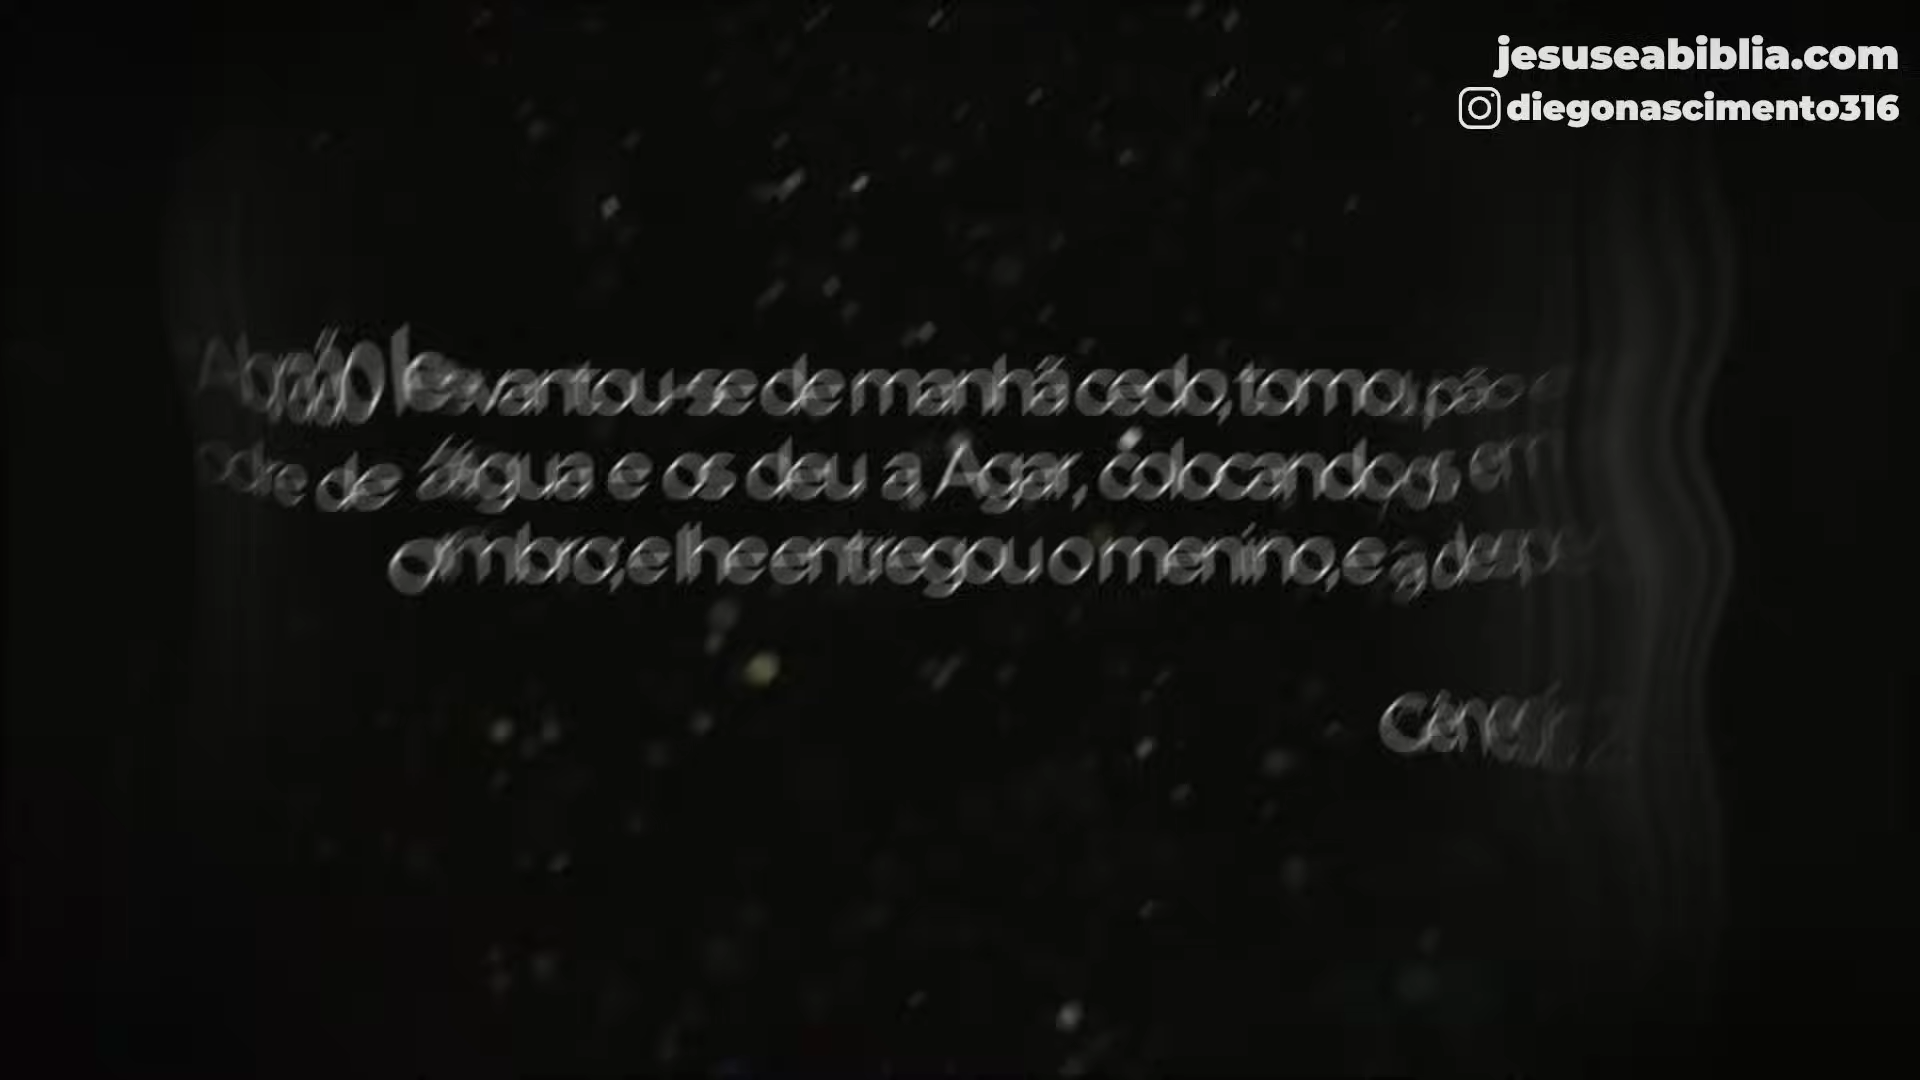 jesuseabiblia.com
diegonascimento316
Abraão levantou-se de manhã cedo, tomou pão e
odre de água e os deu a Agar, colocando-os em
ombro, e lhe entregou o menino, e a